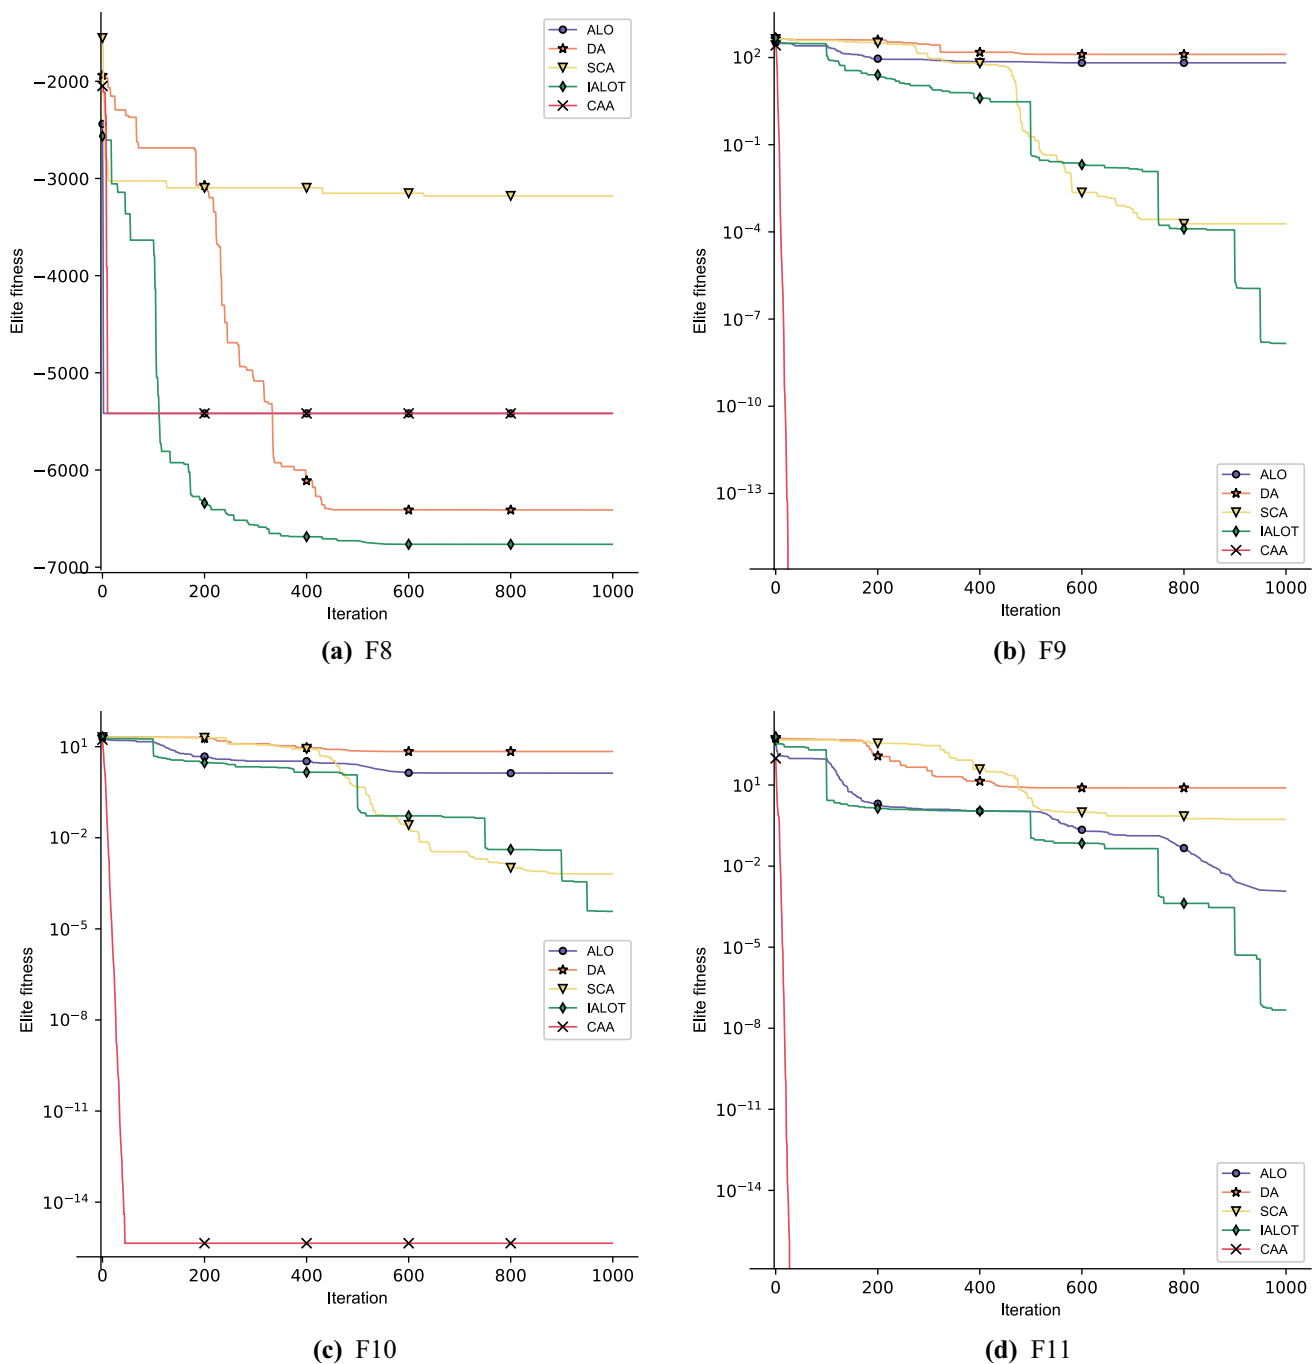 ALO
DA
SCA
IALOT
CAA
−2000
−3000
−4000
−5000
−6000
−7000
Elite fitness
0 200 400 600 800 1000
Iteration
(a) F8
10^2
10^−1
10^−4
10^−7
10^−10
10^−13
Elite fitness
ALO
DA
SCA
IALOT
CAA
0 200 400 600 800 1000
Iteration
(b) F9
10^1
10^−2
10^−5
10^−8
10^−11
10^−14
Elite fitness
ALO
DA
SCA
IALOT
CAA
0 200 400 600 800 1000
Iteration
(c) F10
10^1
10^−2
10^−5
10^−8
10^−11
10^−14
Elite fitness
ALO
DA
SCA
IALOT
CAA
0 200 400 600 800 1000
Iteration
(d) F11